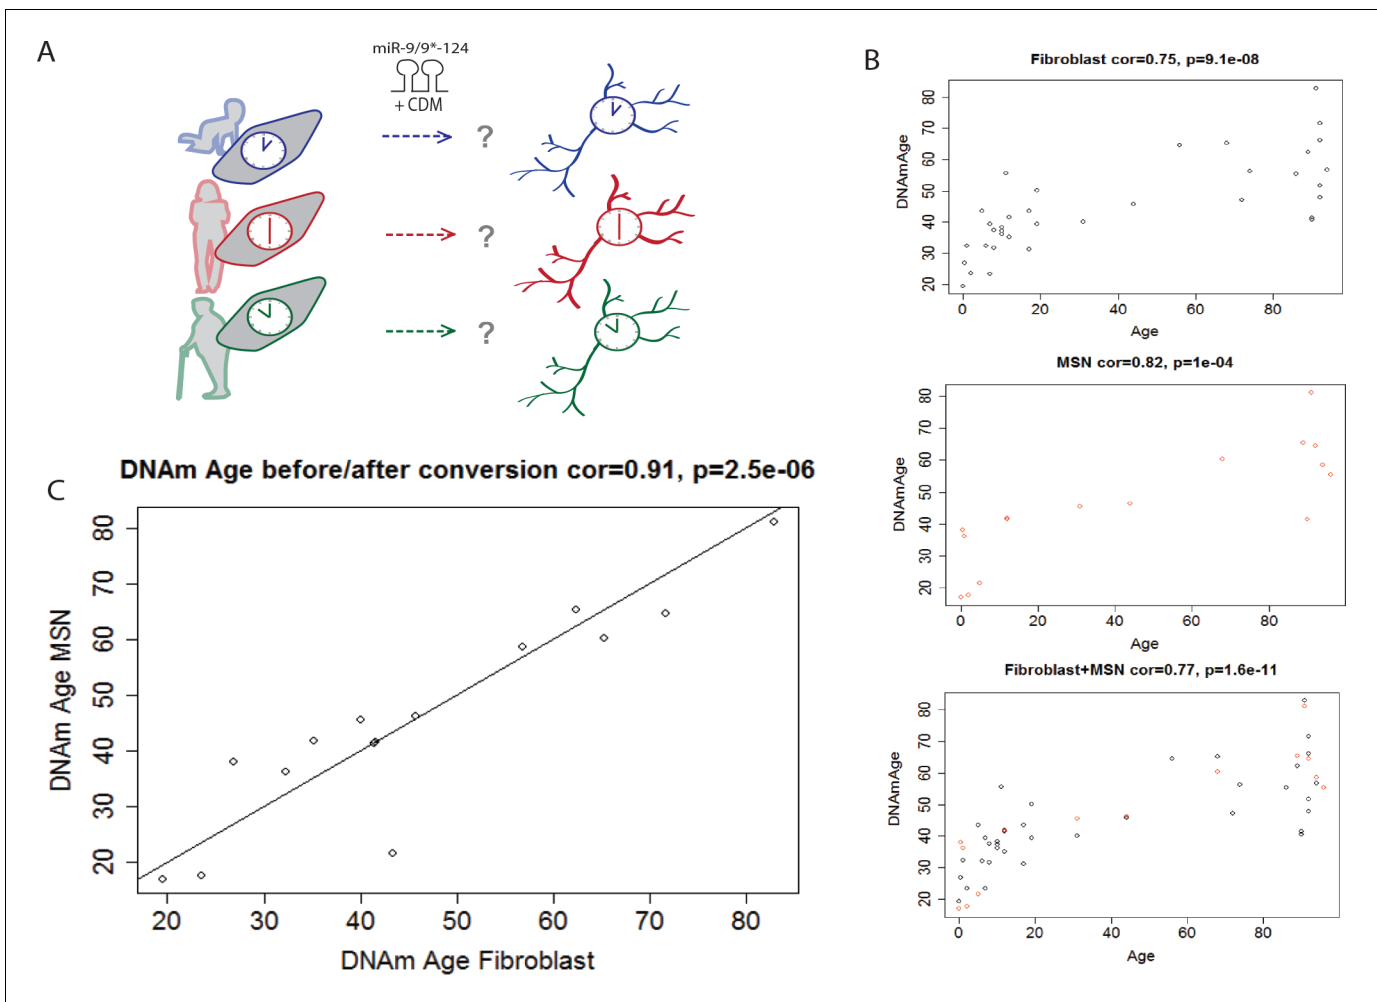 A
miR-9/9*-124
+ CDM
?
?
?
B
Fibroblast cor=0.75, p=9.1e-08
DNAmAge
80
70
60
50
40
30
20
0 20 40 60 80
Age
MSN cor=0.82, p=1e-04
DNAmAge
80
70
60
50
40
30
20
0 20 40 60 80
Age
Fibroblast+MSN cor=0.77, p=1.6e-11
DNAmAge
80
70
60
50
40
30
20
0 20 40 60 80
Age
C
DNAm Age before/after conversion cor=0.91, p=2.5e-06
DNAm Age MSN
80
70
60
50
40
30
20
20 30 40 50 60 70 80
DNAm Age Fibroblast